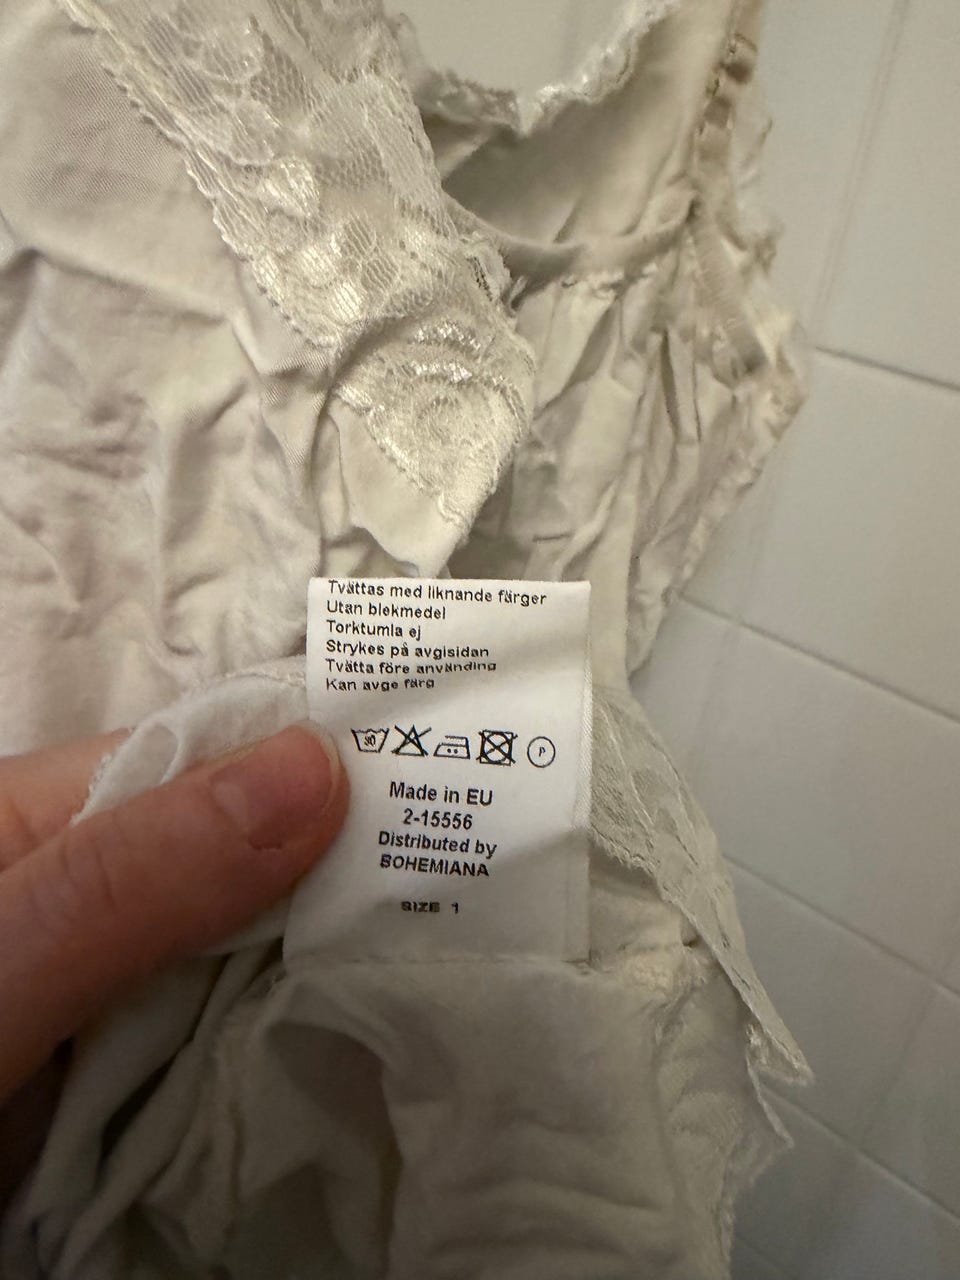 Tvättas med liknande färger
Utan blekmedel
Torktumla ej
Strykes på avgisidan
Tvätta före använding
Kan avge färg
30 P
Made in EU
2-15556
Distributed by
BOHEMIANA
SIZE 1